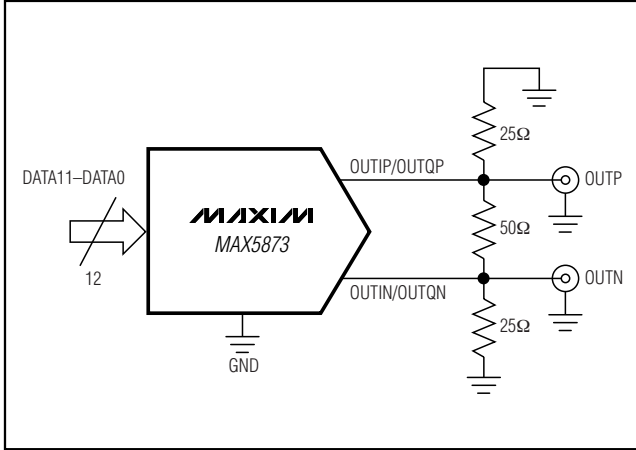 25Ω
OUTIP/OUTQP
DATA11–DATA0
OUTP
MAXIM
MAX5873
50Ω
12
OUTIN/OUTQN
OUTN
25Ω
GND